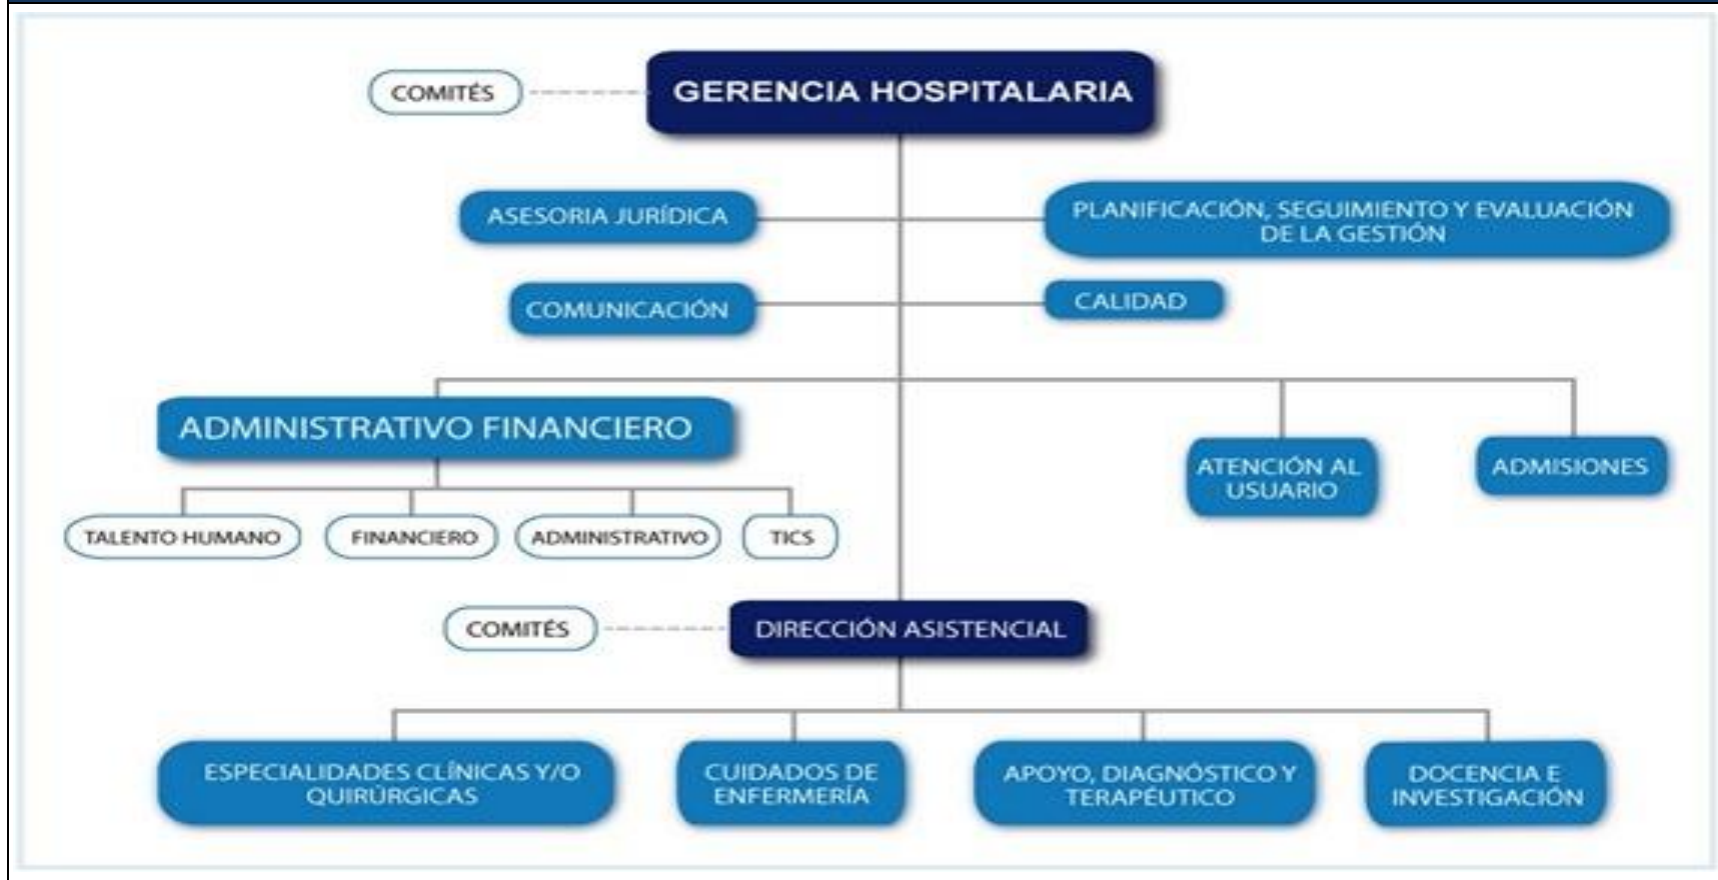 COMITÉS
GERENCIA HOSPITALARIA
ASESORIA JURÍDICA
PLANIFICACIÓN, SEGUIMIENTO Y EVALUACIÓN
DE LA GESTIÓN
COMUNICACIÓN
CALIDAD
ADMINISTRATIVO FINANCIERO
ATENCIÓN AL
USUARIO
ADMISIONES
TALENTO HUMANO
FINANCIERO
ADMINISTRATIVO
TICS
COMITÉS
DIRECCIÓN ASISTENCIAL
ESPECIALIDADES CLÍNICAS Y/O
QUIRÚRGICAS
CUIDADOS DE
ENFERMERÍA
APOYO, DIAGNÓSTICO Y
TERAPÉUTICO
DOCENCIA E
INVESTIGACIÓN